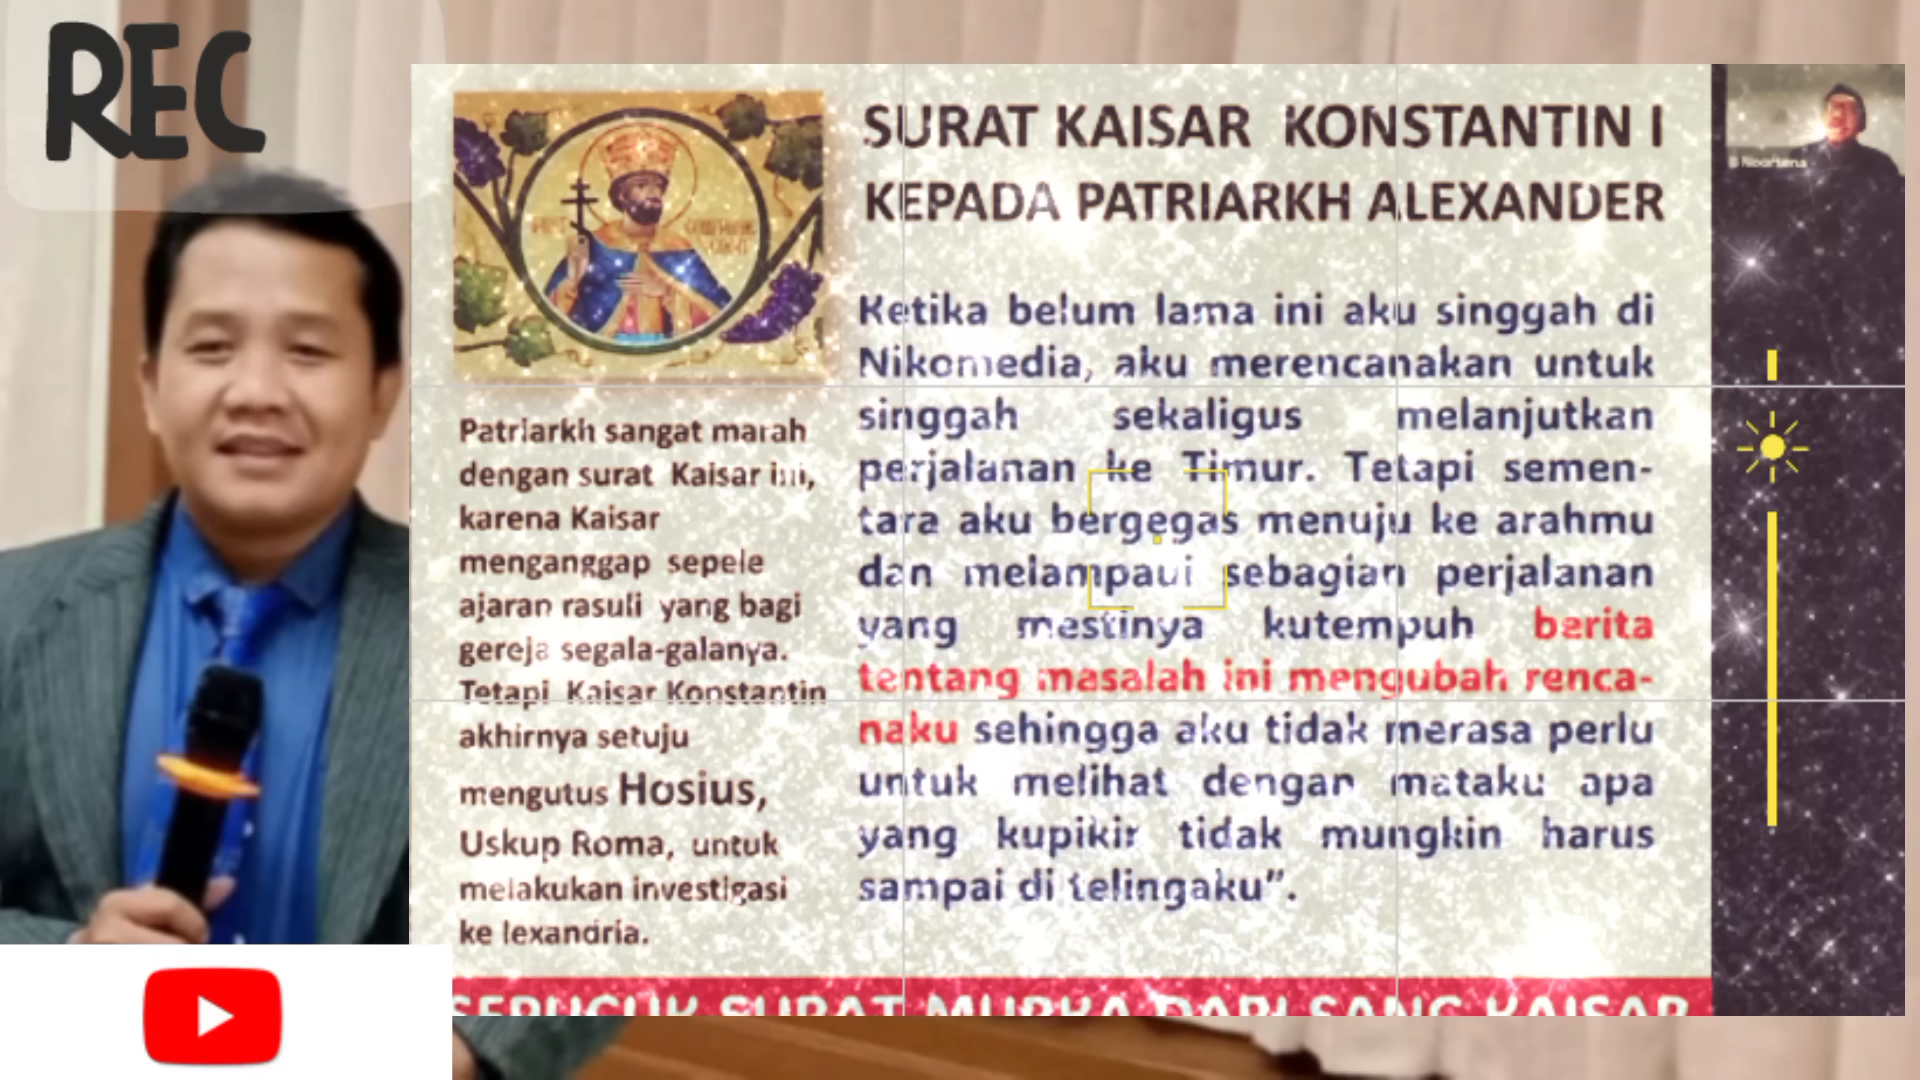 REC
SURAT KAISAR KONSTANTIN I
KEPADA PATRIARKH ALEXANDER
Ketika belum lama ini aku singgah di
Nikomedia, aku merencanakan untuk
singgah sekaligus melanjutkan
perjalanan ke Timur. Tetapi semen-
tara aku bergegas menuju ke arahmu
dan melampaui sebagian perjalanan
yang mestinya kutempuh berita
tentang masalah ini mengubah renca-
naku sehingga aku tidak merasa perlu
untuk melihat dengan mataku apa
yang kupikir tidak mungkin harus
sampai di telingaku”.
Patriarkh sangat marah
dengan surat Kaisar ini,
karena Kaisar
menganggap sepele
ajaran rasuli yang bagi
gereja segala-galanya.
Tetapi Kaisar Konstantin
akhirnya setuju
mengutus Hosius,
Uskup Roma, untuk
melakukan investigasi
ke lexandria.
SEPUCUK SURAT MURKA DARI SANG KAISAR